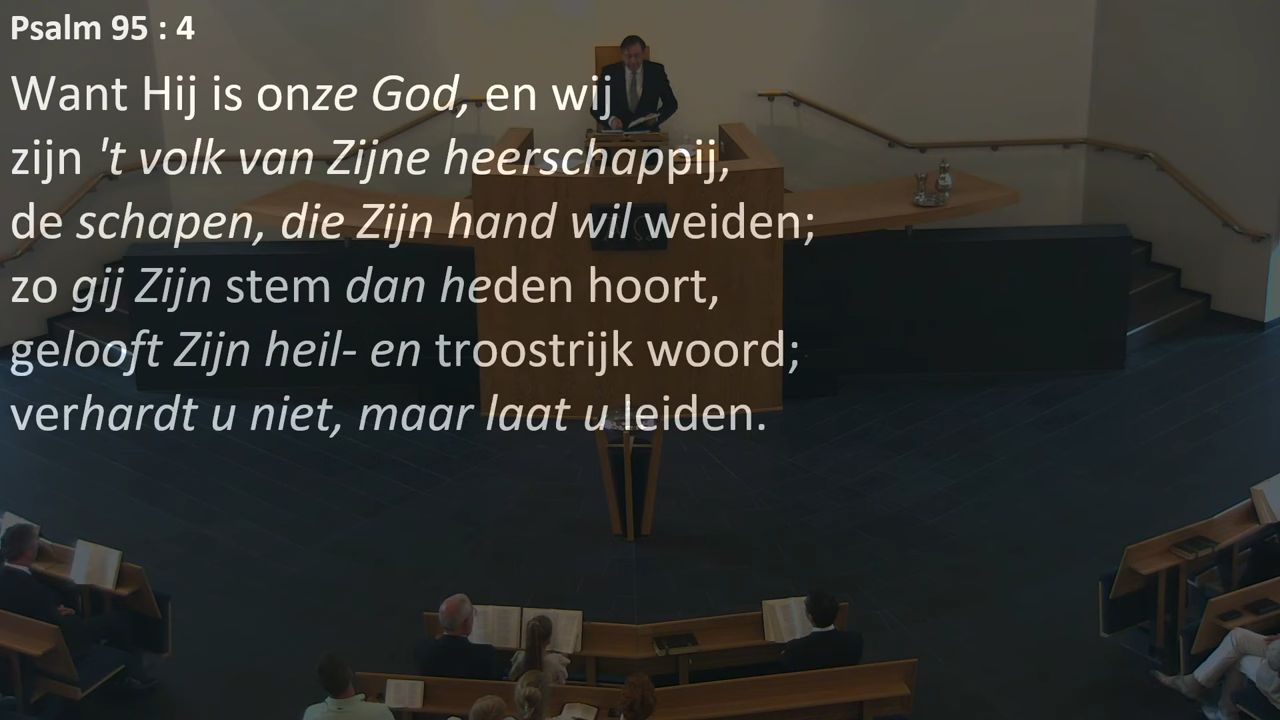 Psalm 95 : 4
Want Hij is onze God, en wij
zijn 't volk van Zijne heerschappij,
de schapen, die Zijn hand wil weiden;
zo gij Zijn stem dan heden hoort,
gelooft Zijn heil- en troostrijk woord;
verhardt u niet, maar laat u leiden.